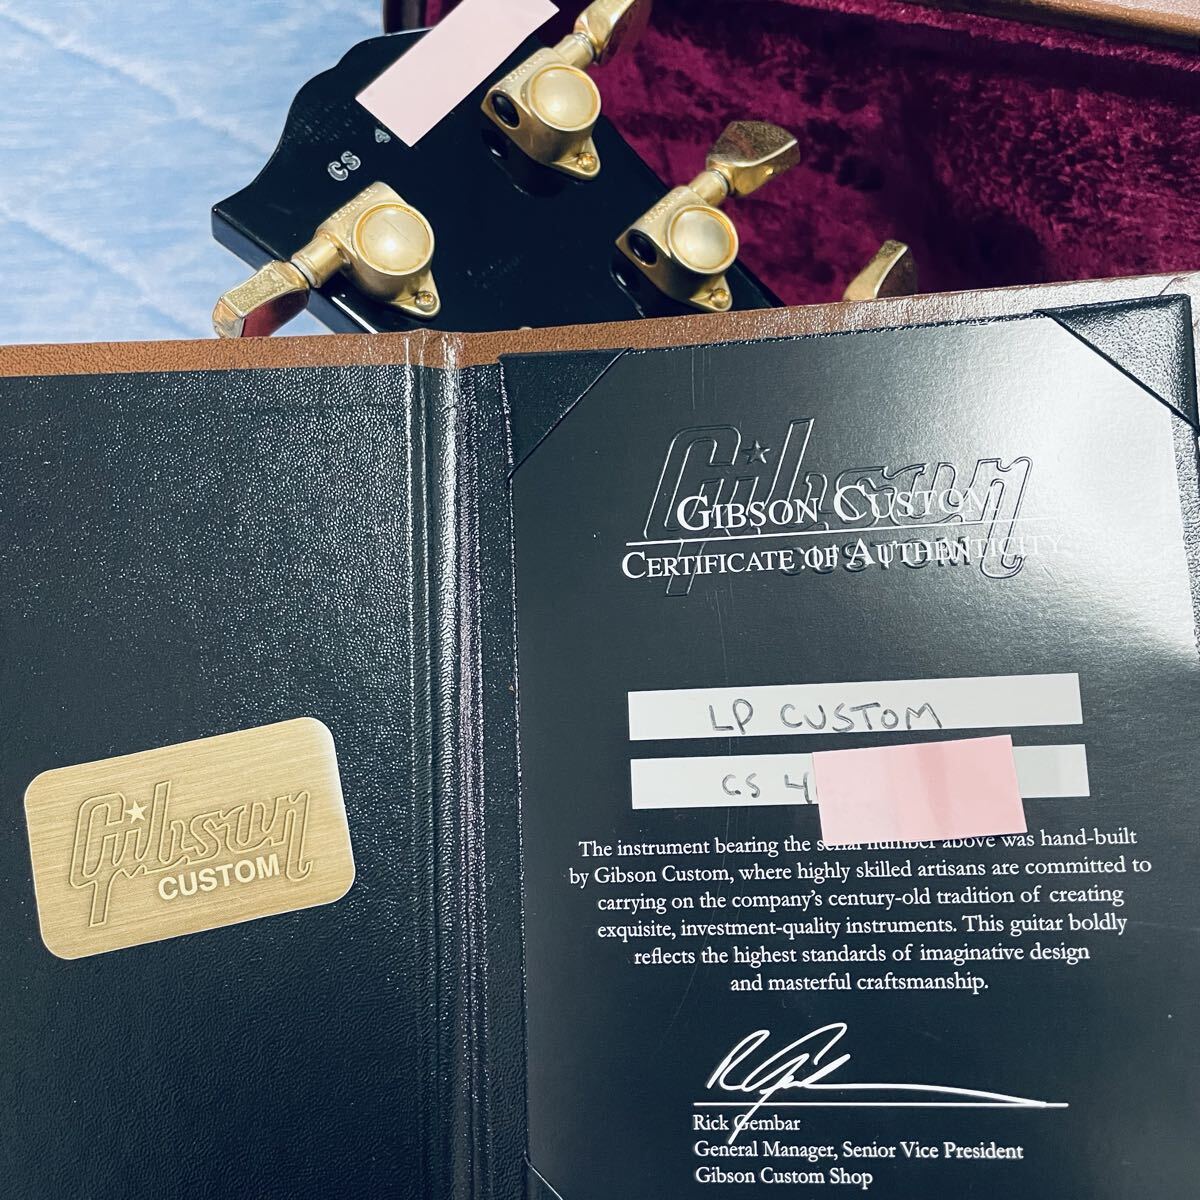 CS 4
Gibson
CUSTOM
Gibson
CUSTOM
GIBSON CUSTOM
CERTIFICATE OF AUTHENTICITY
LP CUSTOM
CS 4
The instrument bearing the serial number above was hand-built
by Gibson Custom, where highly skilled artisans are committed to
carrying on the company's century-old tradition of creating
exquisite, investment-quality instruments. This guitar boldly
reflects the highest standards of imaginative design
and masterful craftsmanship.
Rick Gembar
General Manager, Senior Vice President
Gibson Custom Shop